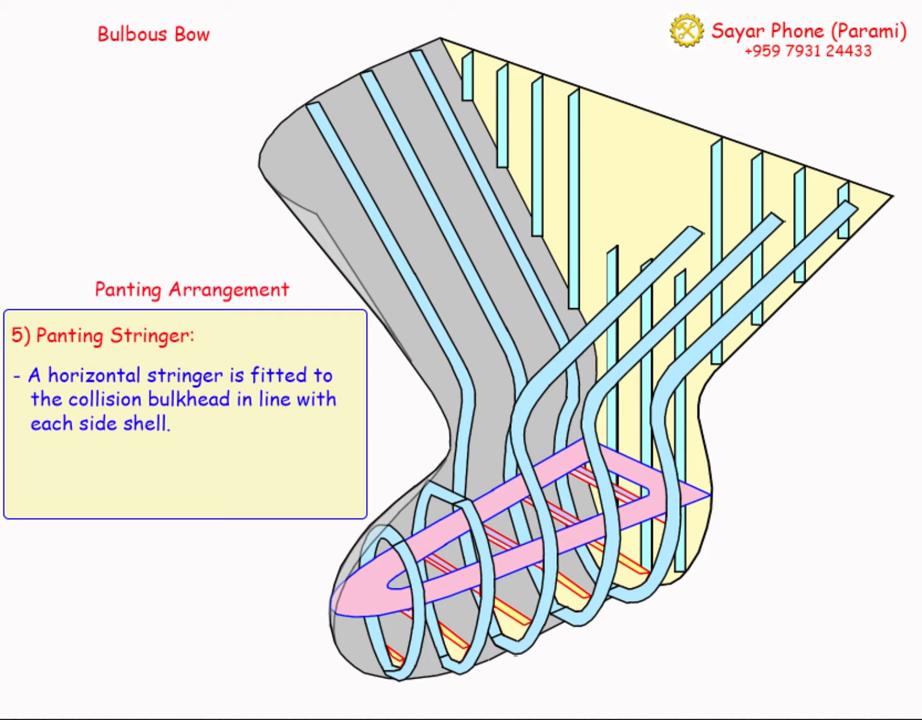 Bulbous Bow
Sayar Phone (Parami)
+959 7931 24433
Panting Arrangement
5) Panting Stringer:
- A horizontal stringer is fitted to
the collision bulkhead in line with
each side shell.